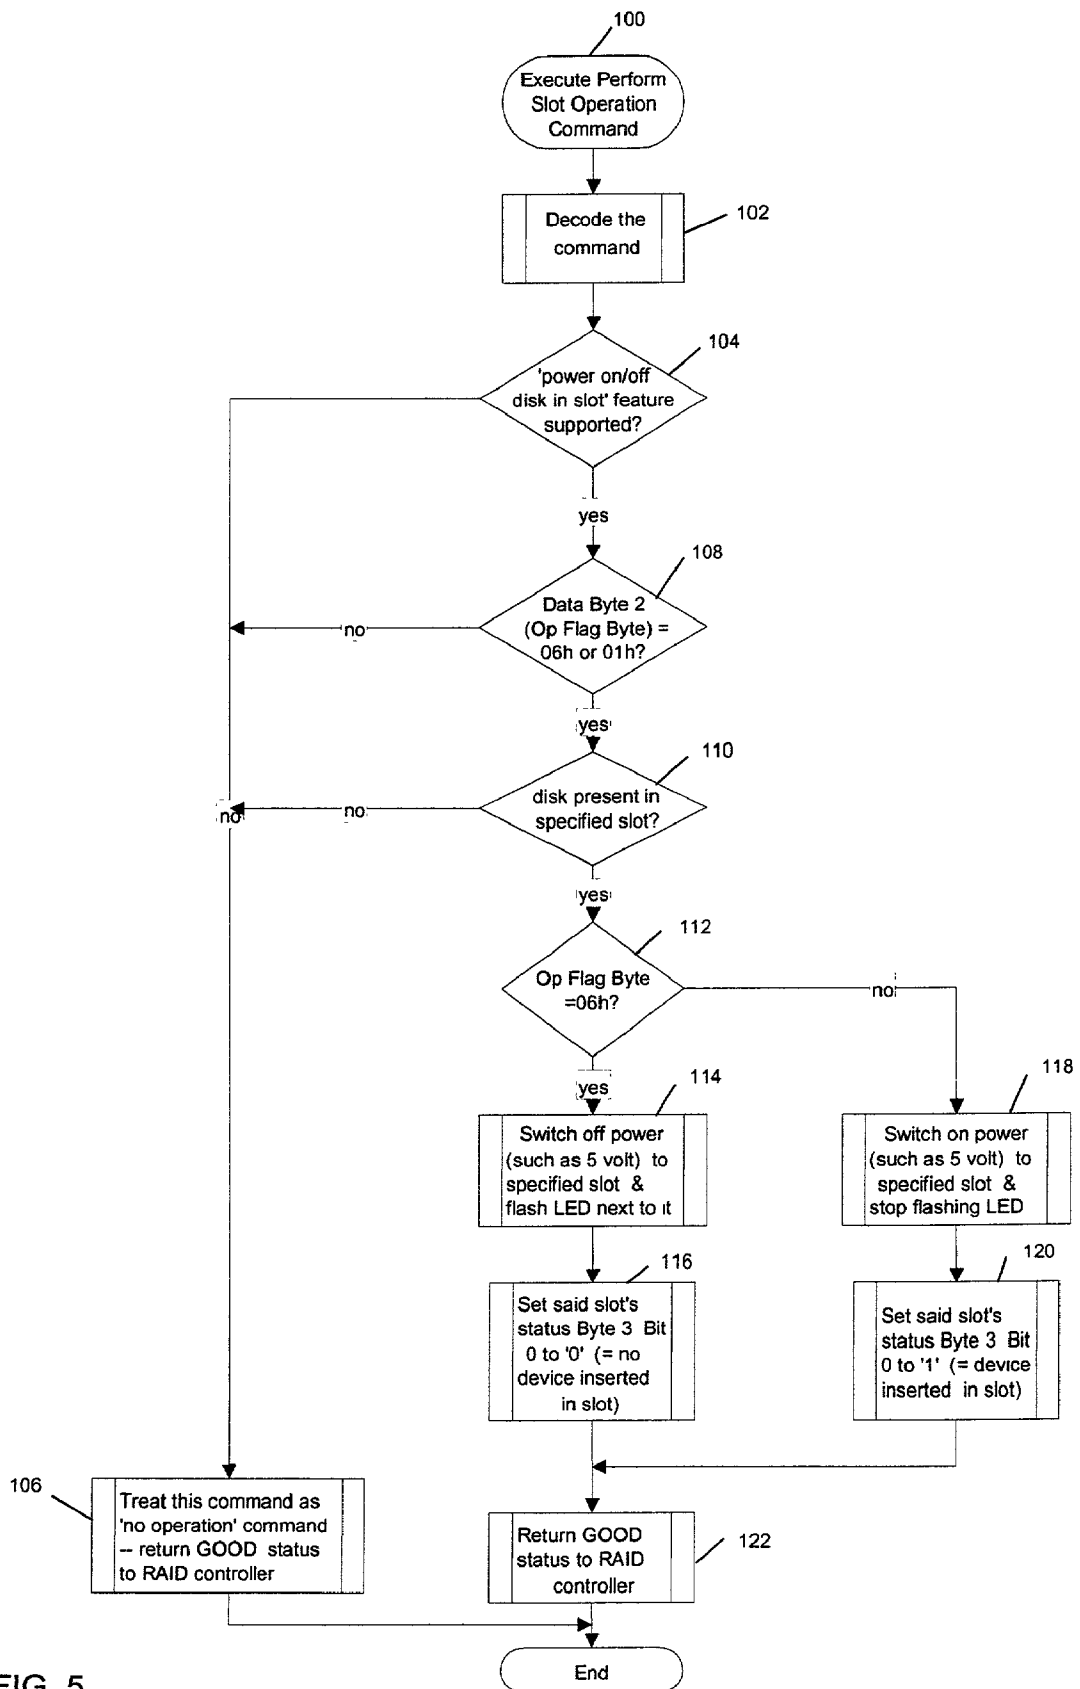 100
Execute Perform
Slot Operation
Command
Decode the
command
102
104
'power on/off
disk in slot' feature
supported?
yes
108
Data Byte 2
(Op Flag Byte) =
06h or 01h?
no
yes
110
disk present in
specified slot?
no
no
yes
112
Op Flag Byte
=06h?
no
yes
114
Switch off power
(such as 5 volt) to
specified slot &
flash LED next to it
118
Switch on power
(such as 5 volt) to
specified slot &
stop flashing LED
116
Set said slot's
status Byte 3 Bit
0 to '0' (= no
device inserted
in slot)
120
Set said slot's
status Byte 3 Bit
0 to '1' (= device
inserted in slot)
106
Treat this command as
'no operation' command
-- return GOOD status
to RAID controller
Return GOOD
status to RAID
controller
122
End
FIG. 5